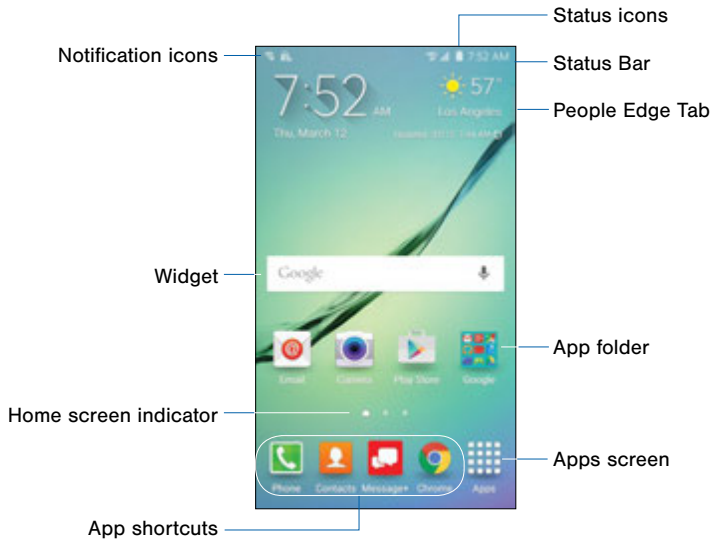 Status icons
Notification icons
7:52 AM
Status Bar
7:52 AM
57°
People Edge Tab
Los Angeles
Thu, March 12
Widget
Google
App folder
Email Camera Play Store Google
Home screen indicator
Apps screen
Phone Contacts Message+ Chrome Apps
App shortcuts